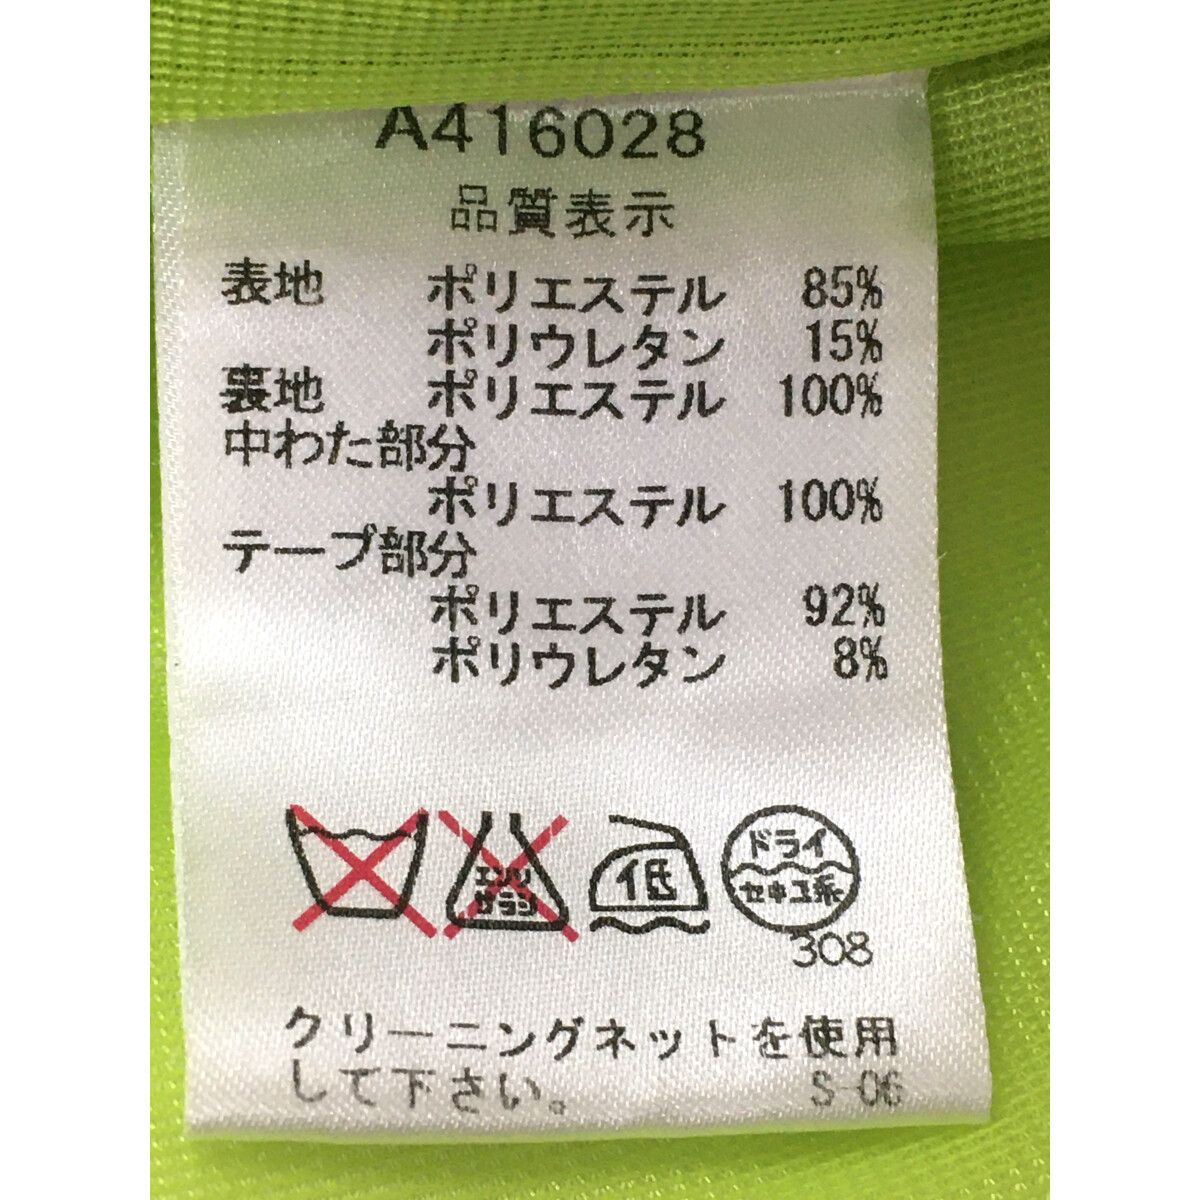 A416028
品質表示
表地 ポリエステル 85%
ポリウレタン 15%
裏地 ポリエステル 100%
中わた部分
ポリエステル 100%
テープ部分
ポリエステル 92%
ポリウレタン 8%
エンソ サラシ 低 ドライ セキユ系
308
クリーニングネットを使用
して下さい。 S-06